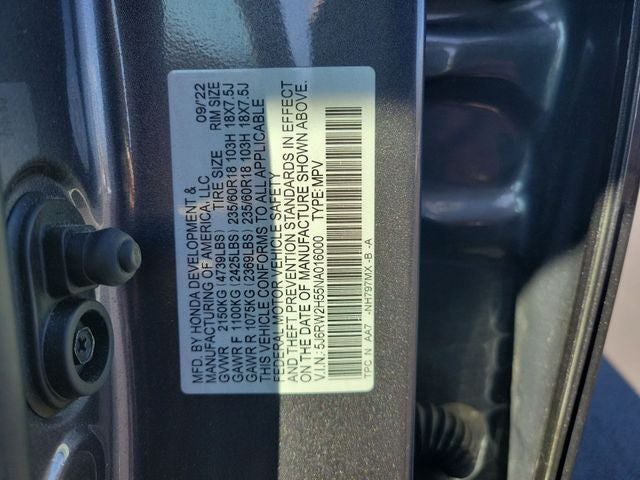 MFD. BY HONDA DEVELOPMENT & 09/22
MANUFACTURING OF AMERICA, LLC
TIRE SIZE RIM SIZE
GVWR 2150KG( 4739LBS)
GAWR F 1100KG( 2425LBS) 235/60R18 103H 18X7.5J
GAWR R 1075KG( 2369LBS) 235/60R18 103H 18X7.5J
THIS VEHICLE CONFORMS TO ALL APPLICABLE
FEDERAL MOTOR VEHICLE SAFETY
AND THEFT PREVENTION STANDARDS IN EFFECT
ON THE DATE OF MANUFACTURE SHOWN ABOVE.
V.I.N.: 5J6RW2H55NA016000 TYPE: MPV
TPC N AA7 -NH797MX -B -A